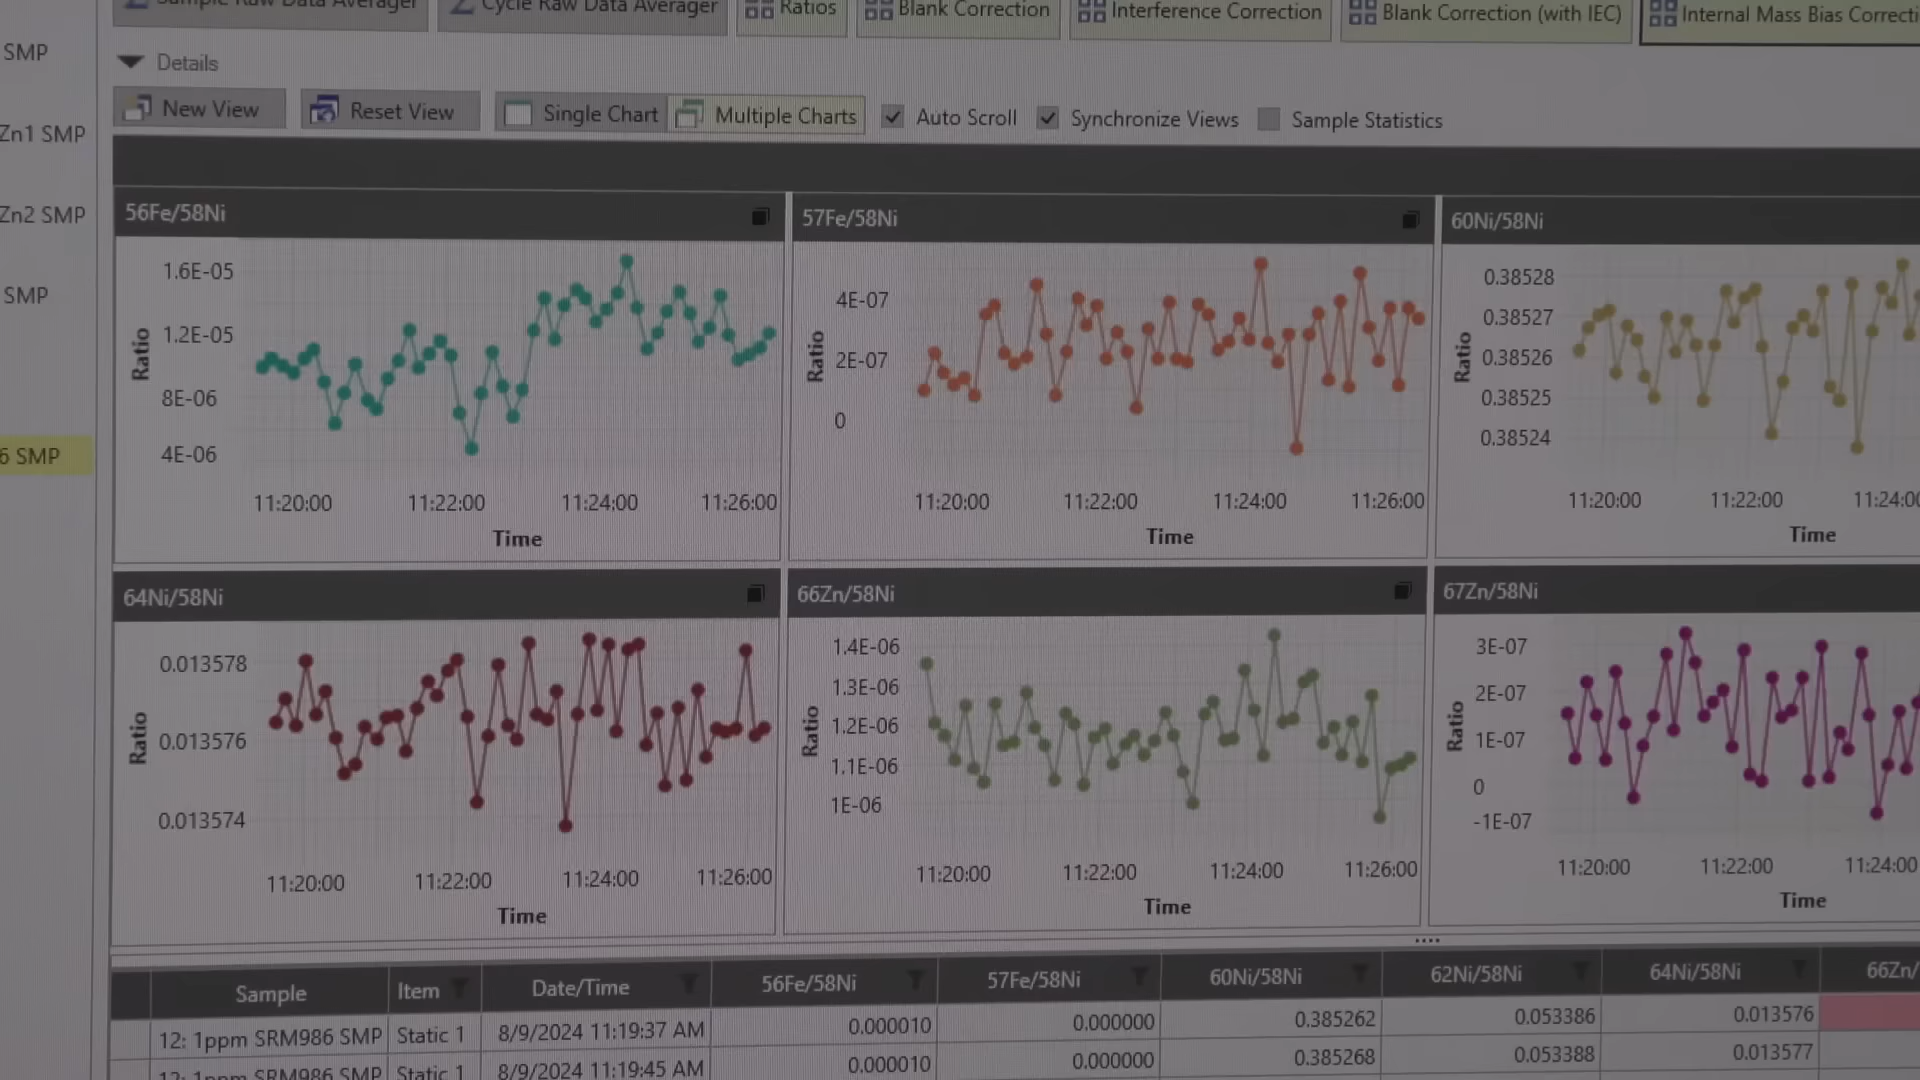 Sample Raw Data Averager Cycle Raw Data Averager Ratios Blank Correction Interference Correction Blank Correction (with IEC) Internal Mass Bias Correcti
SMP
Details
New View Reset View Single Chart Multiple Charts Auto Scroll Synchronize Views Sample Statistics
Zn1 SMP
Zn2 SMP
SMP
6 SMP
56Fe/58Ni
1.6E-05
1.2E-05
8E-06
4E-06
Ratio
11:20:00 11:22:00 11:24:00 11:26:00
Time
57Fe/58Ni
4E-07
2E-07
0
Ratio
11:20:00 11:22:00 11:24:00 11:26:00
Time
60Ni/58Ni
0.38528
0.38527
0.38526
0.38525
0.38524
Ratio
11:20:00 11:22:00 11:24:00
Time
64Ni/58Ni
0.013578
0.013576
0.013574
Ratio
11:20:00 11:22:00 11:24:00 11:26:00
Time
66Zn/58Ni
1.4E-06
1.3E-06
1.2E-06
1.1E-06
1E-06
Ratio
11:20:00 11:22:00 11:24:00 11:26:00
Time
67Zn/58Ni
3E-07
2E-07
1E-07
0
-1E-07
Ratio
11:20:00 11:22:00 11:24:00
Time
Sample Item Date/Time 56Fe/58Ni 57Fe/58Ni 60Ni/58Ni 62Ni/58Ni 64Ni/58Ni 66Zn/
12: 1ppm SRM986 SMP Static 1 8/9/2024 11:19:37 AM 0.000010 0.000000 0.385262 0.053386 0.013576
12: 1ppm SRM986 SMP Static 1 8/9/2024 11:19:45 AM 0.000010 0.000000 0.385268 0.053388 0.013577